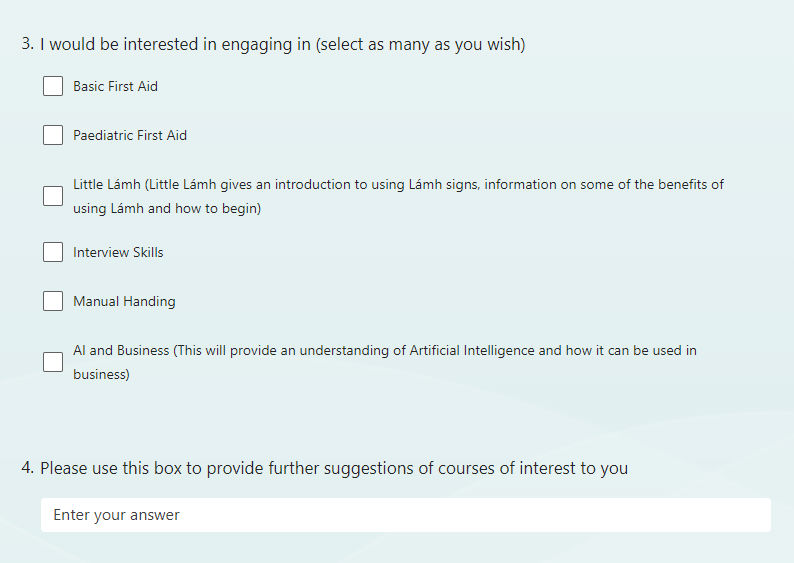 3. I would be interested in engaging in (select as many as you wish)
Basic First Aid
Paediatric First Aid
Little Lámh (Little Lámh gives an introduction to using Lámh signs, information on some of the benefits of
using Lámh and how to begin)
Interview Skills
Manual Handing
AI and Business (This will provide an understanding of Artificial Intelligence and how it can be used in
business)
4. Please use this box to provide further suggestions of courses of interest to you
Enter your answer